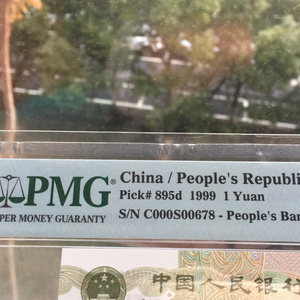 PMG®
PER MONEY GUARANTY
China / People's Republi
Pick# 895d 1999 1 Yuan
S/N C000S00678 - People's Ban
中国人民银行